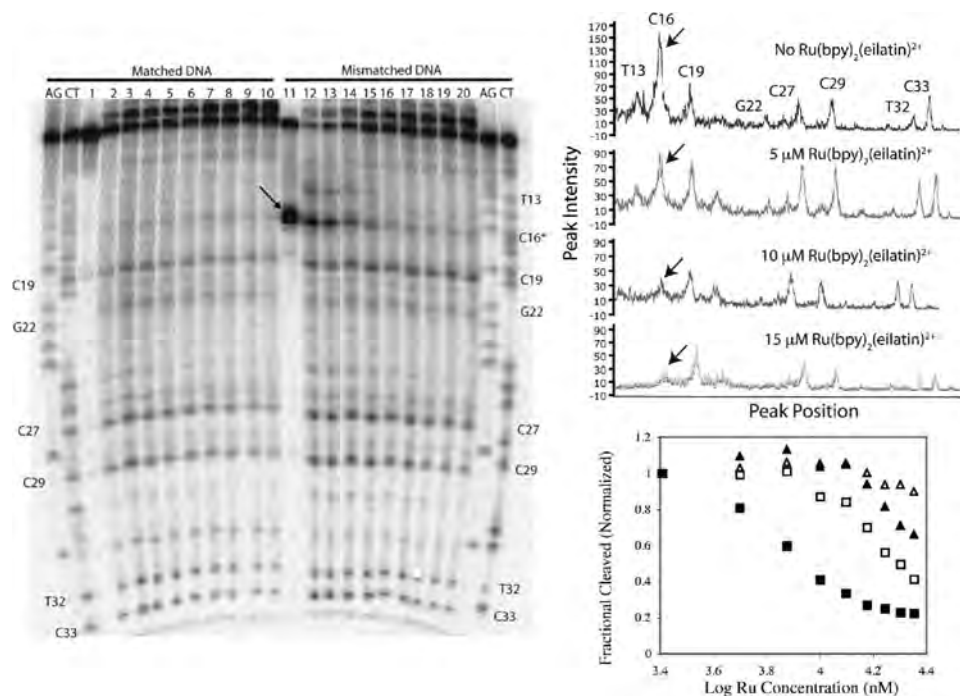 Matched DNA
Mismatched DNA
AG CT 1 2 3 4 5 6 7 8 9 10 11 12 13 14 15 16 17 18 19 20 AG CT
C19
G22
C27
C29
T32
C33
T13
C16*
C19
G22
C27
C29
T32
C33
Peak Intensity
170
150
130
110
90
70
50
30
10
-10
T13
C16
C19
G22
C27
C29
T32
C33
No Ru(bpy)₂(eilatin)²⁺
90
70
50
30
10
-10
5 μM Ru(bpy)₂(eilatin)²⁺
90
70
50
30
10
-10
10 μM Ru(bpy)₂(eilatin)²⁺
90
70
50
30
10
-10
15 μM Ru(bpy)₂(eilatin)²⁺
Peak Position
Fractional Cleaved (Normalized)
1.2
1
0.8
0.6
0.4
0.2
0
3.4 3.6 3.8 4 4.2 4.4
Log Ru Concentration (nM)